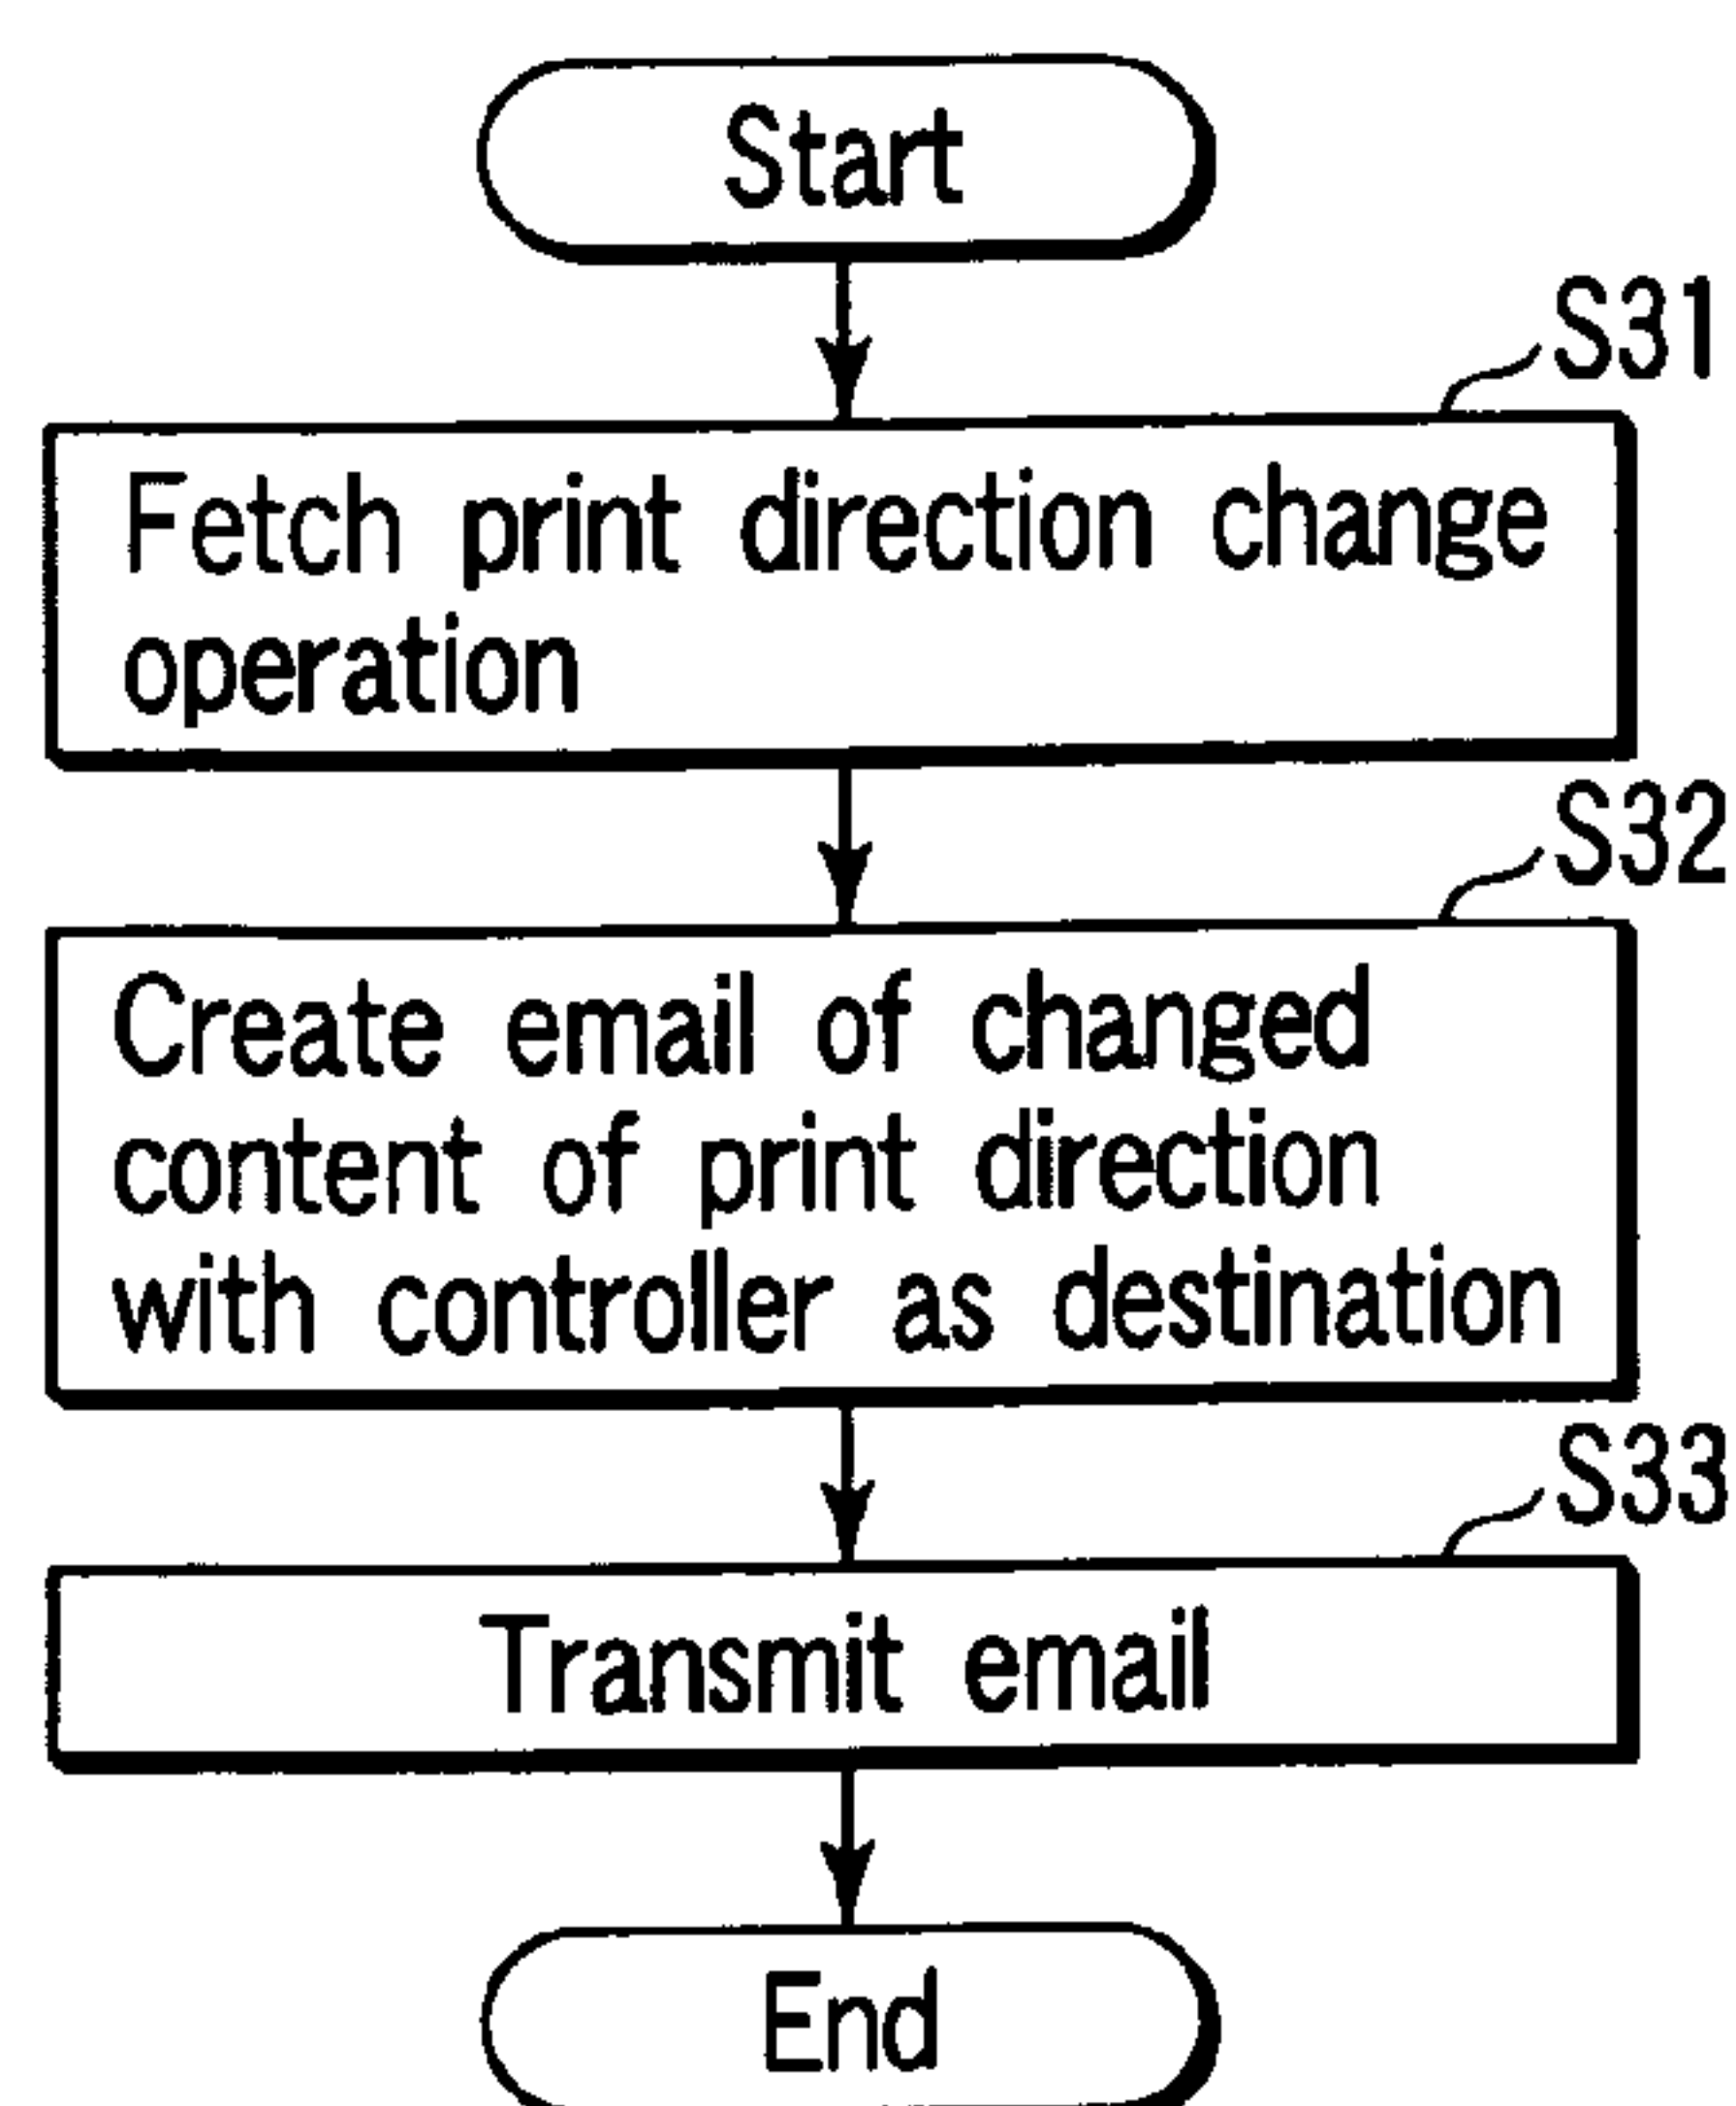 Start
S31
Fetch print direction change
operation
S32
Create email of changed
content of print direction
with controller as destination
S33
Transmit email
End